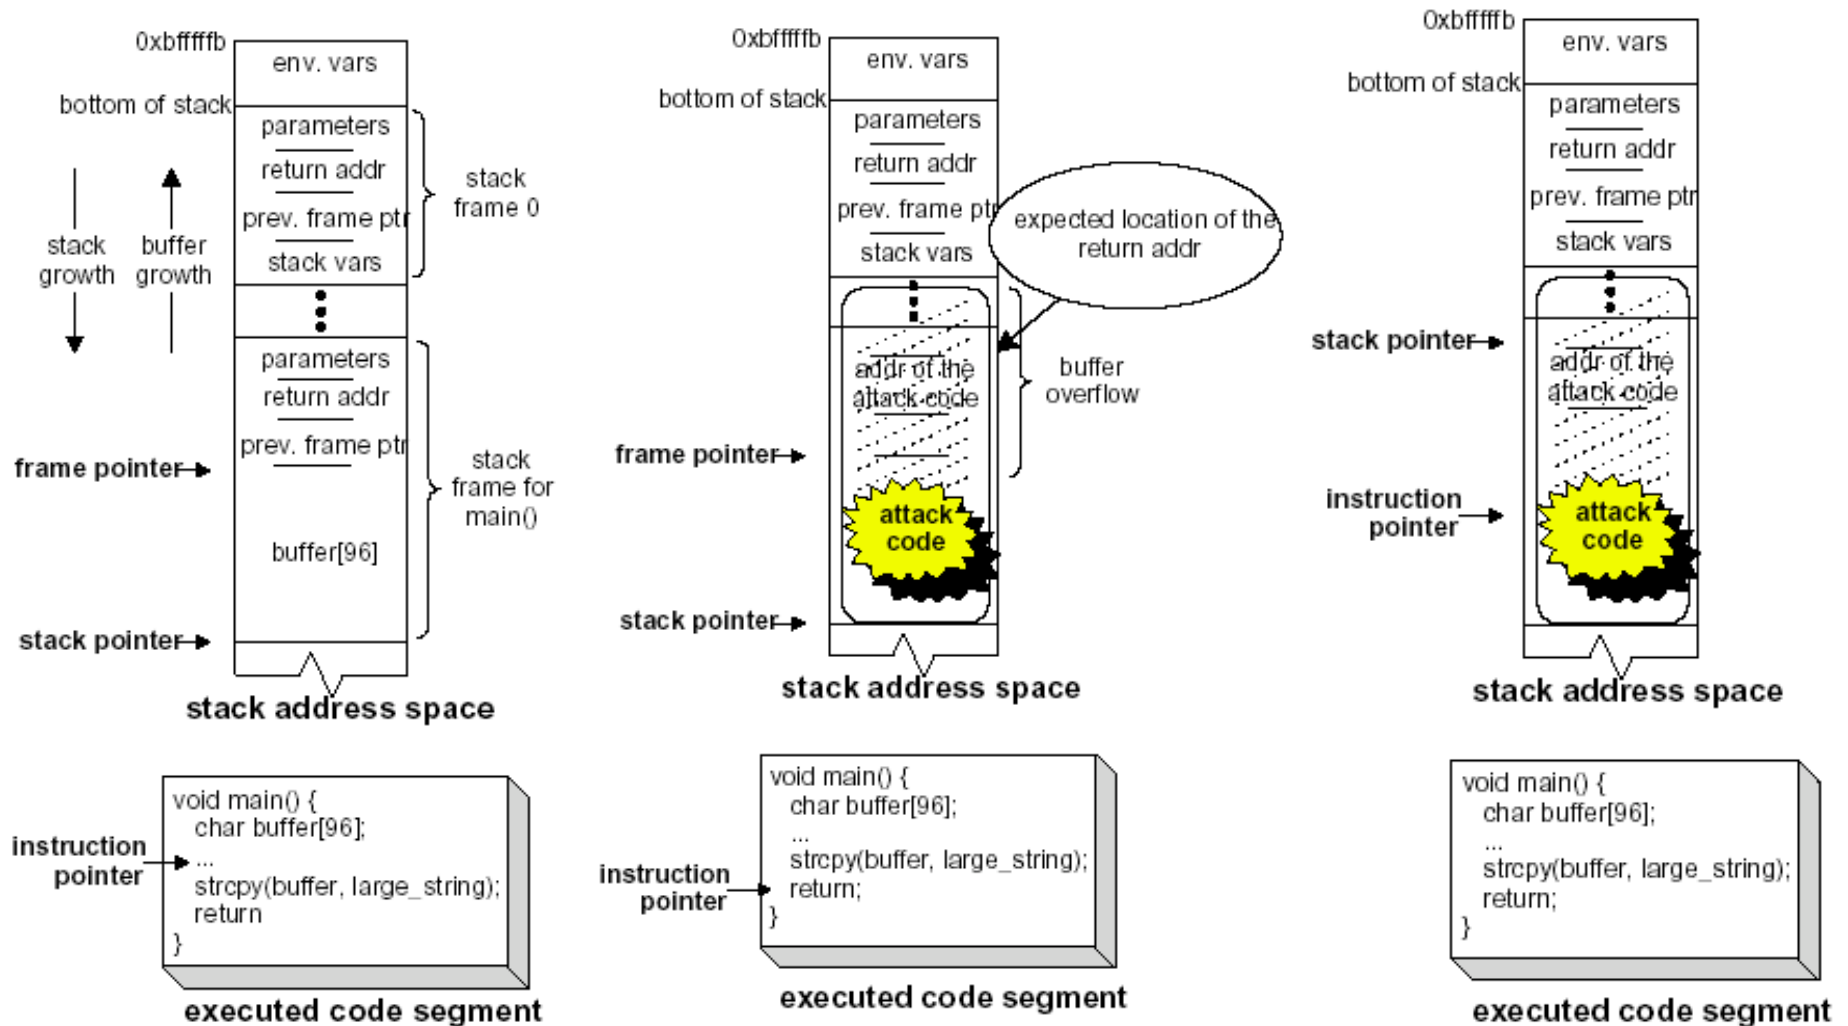 0xbfffffb
env. vars
bottom of stack
parameters
return addr
prev. frame ptr
stack vars
stack
frame 0
stack
growth
buffer
growth
parameters
return addr
prev. frame ptr
frame pointer
stack
frame for
main()
buffer[96]
stack pointer
stack address space
void main() {
char buffer[96];
...
strcpy(buffer, large_string);
return
}
instruction
pointer
executed code segment
0xbfffffb
env. vars
bottom of stack
parameters
return addr
prev. frame ptr
stack vars
expected location of the
return addr
addr of the
attack code
buffer
overflow
frame pointer
attack
code
stack pointer
stack address space
void main() {
char buffer[96];
...
strcpy(buffer, large_string);
return;
}
instruction
pointer
executed code segment
0xbfffffb
env. vars
bottom of stack
parameters
return addr
prev. frame ptr
stack vars
stack pointer
addr of the
attack code
instruction
pointer
attack
code
stack address space
void main() {
char buffer[96];
...
strcpy(buffer, large_string);
return;
}
executed code segment